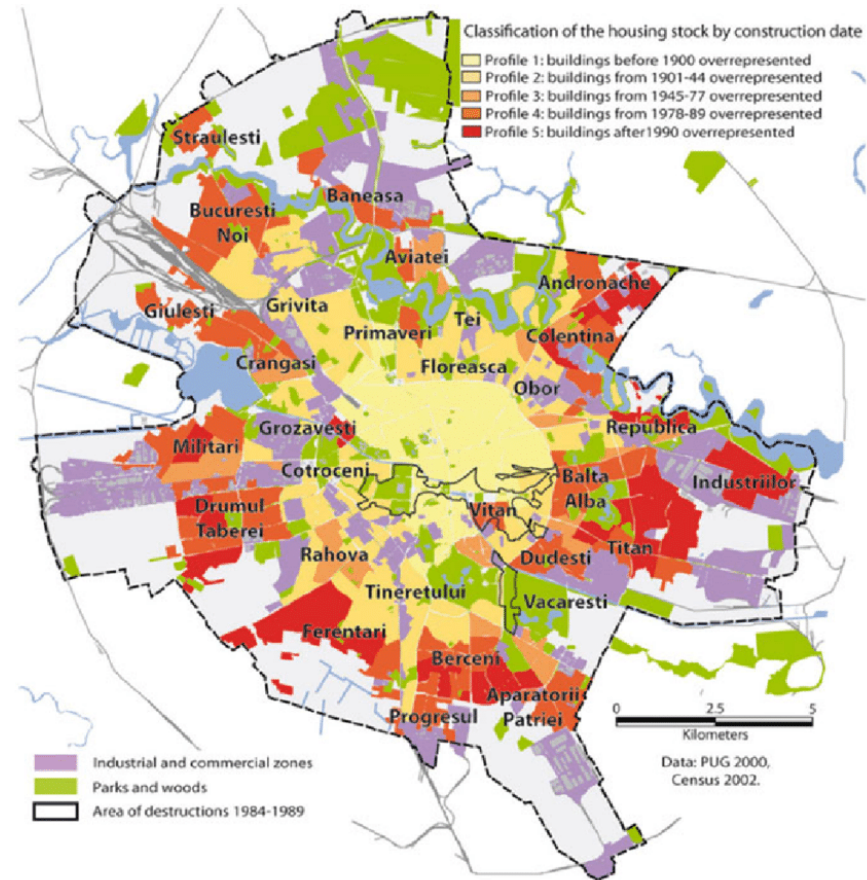 Classification of the housing stock by construction date
Profile 1: buildings before 1900 overrepresented
Profile 2: buildings from 1901-44 overrepresented
Profile 3: buildings from 1945-77 overrepresented
Profile 4: buildings from 1978-89 overrepresented
Profile 5: buildings after1990 overrepresented
Straulesti
Baneasa
Bucuresti
Noi
Aviatei
Andronache
Giulesti
Grivita
Primaveri
Tei
Colentina
Crangasi
Floreasca
Obor
Grozavesti
Republica
Militari
Cotroceni
Balta
Alba
Industriilor
Drumul
Taberei
Vitan
Rahova
Dudesti
Titan
Tineretului
Vacaresti
Ferentari
Berceni
Aparatorii
Patriei
Progresul
0 2.5 5
Kilometers
Data: PUG 2000,
Census 2002.
Industrial and commercial zones
Parks and woods
Area of destructions 1984-1989